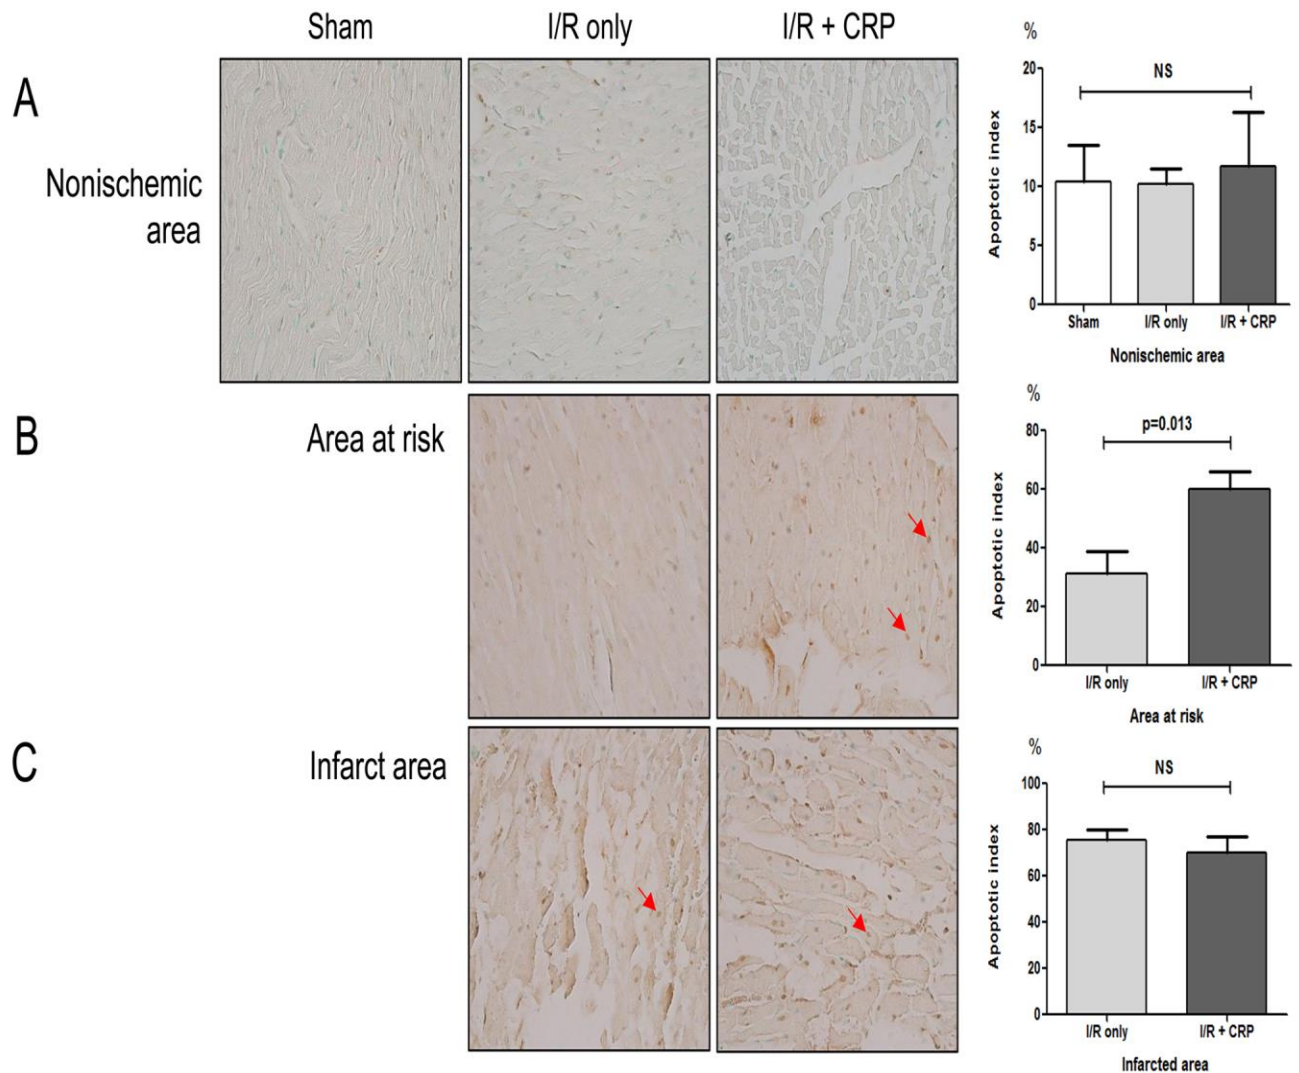 Sham
I/R only
I/R + CRP
A
Nonischemic
area
%
20
15
10
5
0
Apoptotic index
NS
Sham
I/R only
I/R + CRP
Nonischemic area
B
Area at risk
%
80
60
40
20
0
Apoptotic index
p=0.013
I/R only
I/R + CRP
Area at risk
C
Infarct area
%
100
80
60
40
20
0
Apoptotic index
NS
I/R only
I/R + CRP
Infarcted area